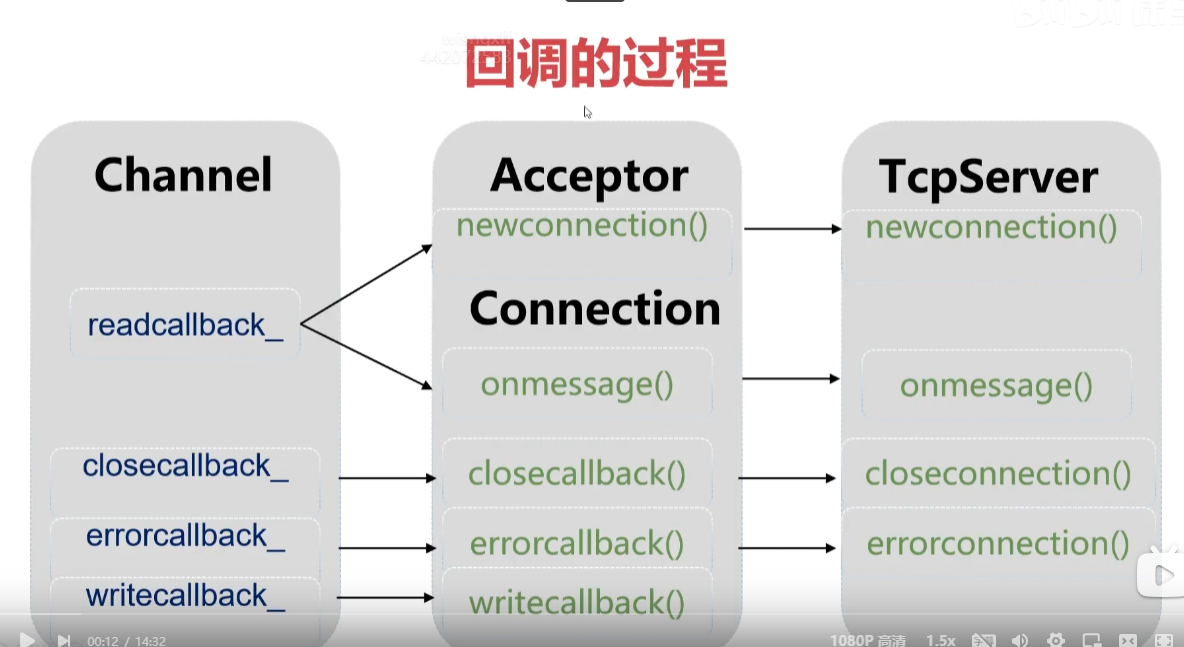 回调的过程
Channel
readcallback_
closecallback_
errorcallback_
writecallback_
Acceptor
newconnection()
Connection
onmessage()
closecallback()
errorcallback()
writecallback()
TcpServer
newconnection()
onmessage()
closeconnection()
errorconnection()
00:12 / 14:32
1080P 高清
1.5x